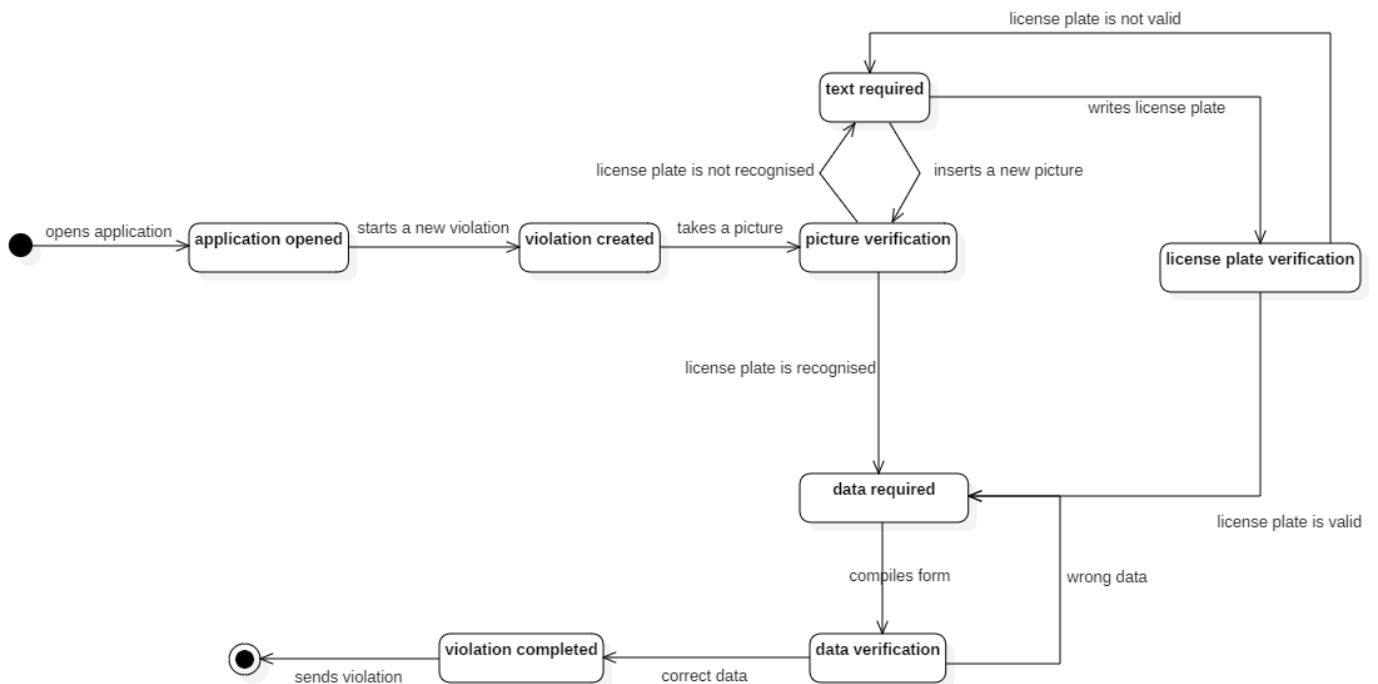 license plate is not valid
text required
writes license plate
license plate is not recognised
inserts a new picture
opens application
application opened
starts a new violation
violation created
takes a picture
picture verification
license plate verification
license plate is recognised
data required
license plate is valid
compiles form
wrong data
violation completed
data verification
sends violation
correct data